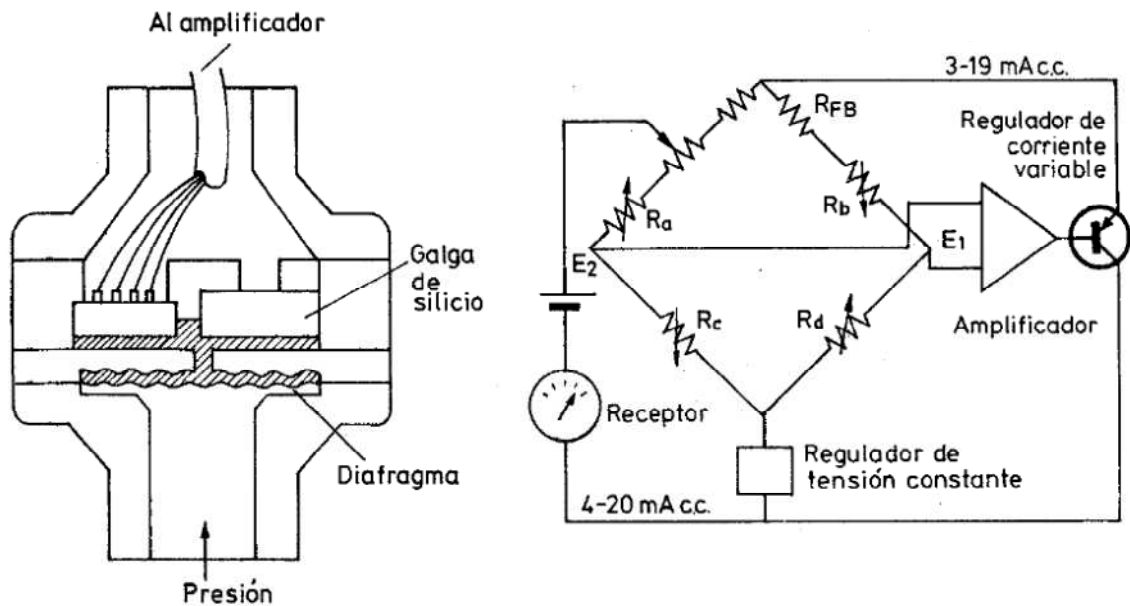 Al amplificador
Galga
de
silicio
Diafragma
Presión
3-19 mA c.c.
R_FB
Regulador de
corriente
variable
R_a
R_b
E_1
E_2
R_c
R_d
Amplificador
Receptor
Regulador de
tensión constante
4-20 mA c.c.